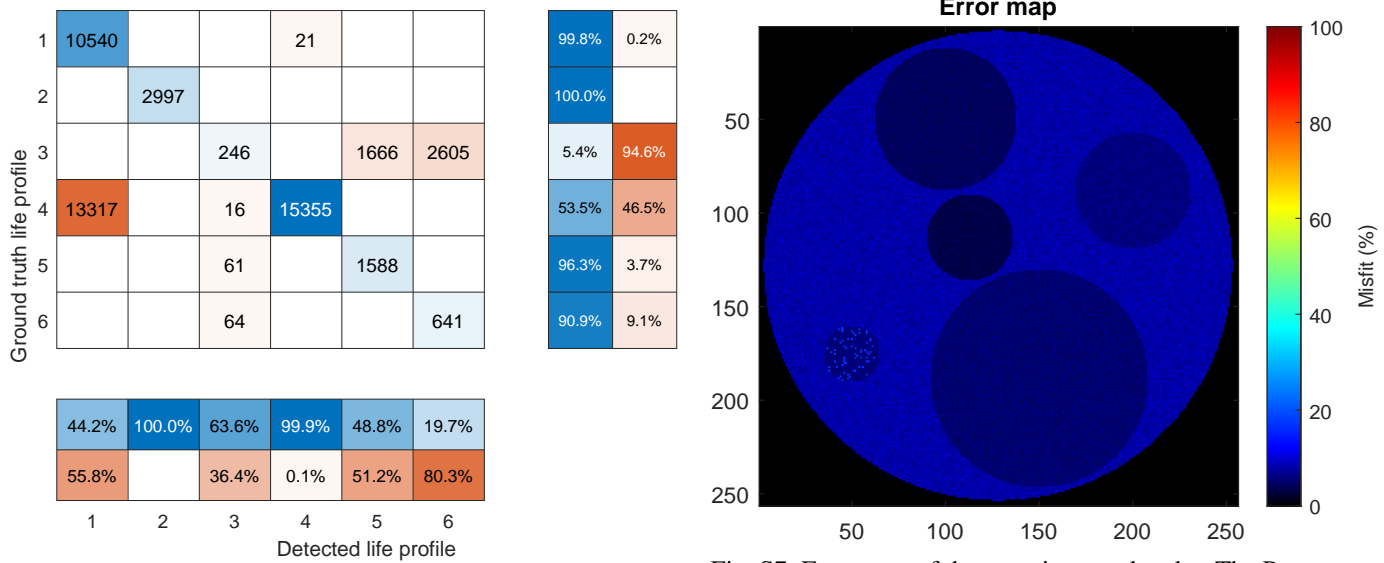 1 10540 21 99.8% 0.2%
2 2997 100.0%
3 246 1666 2605 5.4% 94.6%
4 13317 16 15355 53.5% 46.5%
5 61 1588 96.3% 3.7%
6 64 641 90.9% 9.1%
Ground truth life profile
44.2% 100.0% 63.6% 99.9% 48.8% 19.7%
55.8% 36.4% 0.1% 51.2% 80.3%
1 2 3 4 5 6
Detected life profile
Error map
50
100
150
200
250
50 100 150 200 250
100
80
60
40
20
0
Misfit (%)